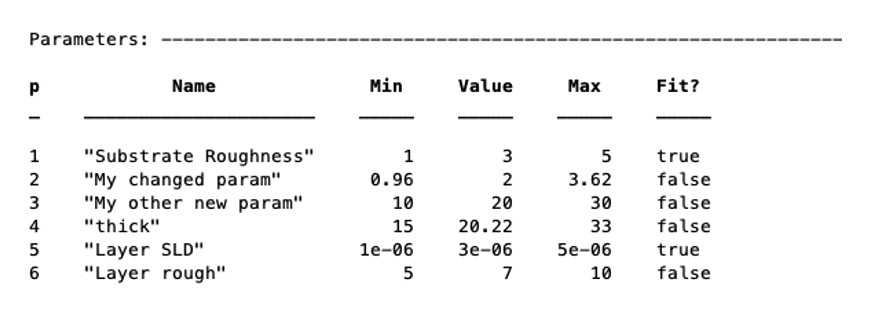 Parameters: --------------------------------------------------------------
p Name Min Value Max Fit?
1 "Substrate Roughness" 1 3 5 true
2 "My changed param" 0.96 2 3.62 false
3 "My other new param" 10 20 30 false
4 "thick" 15 20.22 33 false
5 "Layer SLD" 1e-06 3e-06 5e-06 true
6 "Layer rough" 5 7 10 false